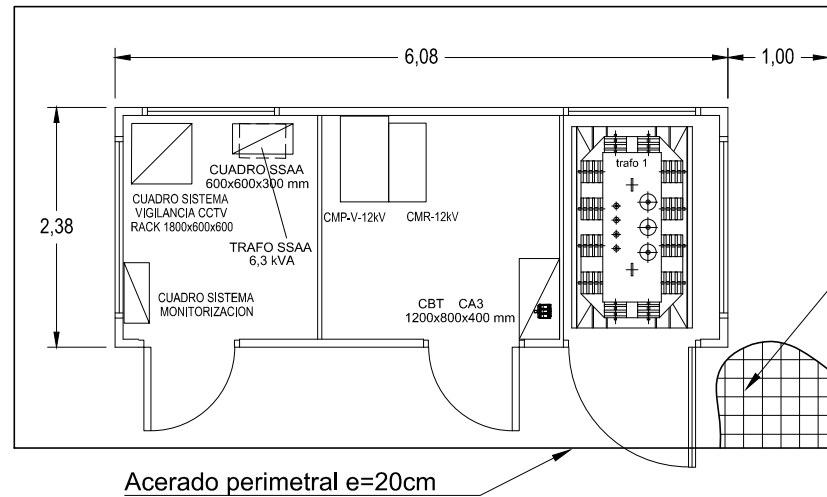 6,08
1,00
2,38
trafo 1
CUADRO SSAA
600x600x300 mm
CUADRO SISTEMA
VIGILANCIA CCTV
RACK 1800x600x600
CMP-V-12kV
CMR-12kV
TRAFO SSAA
6,3 kVA
CUADRO SISTEMA
MONITORIZACION
CBT CA3
1200x800x400 mm
Acerado perimetral e=20cm